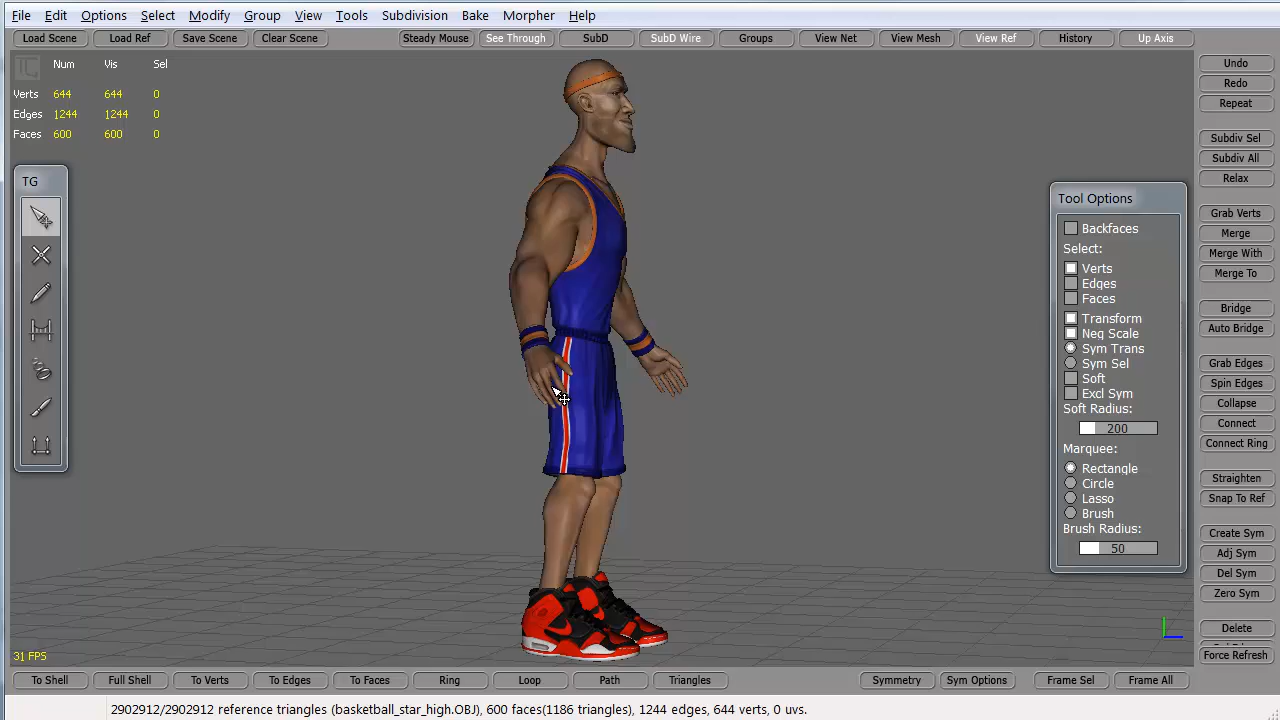 File Edit Options Select Modify Group View Tools Subdivision Bake Morpher Help
Load Scene Load Ref Save Scene Clear Scene Steady Mouse See Through SubD SubD Wire Groups View Net View Mesh View Ref History Up Axis
Num Vis Sel
Verts 644 644 0
Edges 1244 1244 0
Faces 600 600 0
TG
Tool Options
Backfaces
Select:
Verts
Edges
Faces
Transform
Neg Scale
Sym Trans
Sym Sel
Soft
Excl Sym
Soft Radius:
200
Marquee:
Rectangle
Circle
Lasso
Brush
Brush Radius:
50
Undo
Redo
Repeat
Subdiv Sel
Subdiv All
Relax
Grab Verts
Merge
Merge With
Merge To
Bridge
Auto Bridge
Grab Edges
Spin Edges
Collapse
Connect
Connect Ring
Straighten
Snap To Ref
Create Sym
Adj Sym
Del Sym
Zero Sym
Delete
Force Refresh
31 FPS
To Shell Full Shell To Verts To Edges To Faces Ring Loop Path Triangles Symmetry Sym Options Frame Sel Frame All
2902912/2902912 reference triangles (basketball_star_high.OBJ), 600 faces(1186 triangles), 1244 edges, 644 verts, 0 uvs.